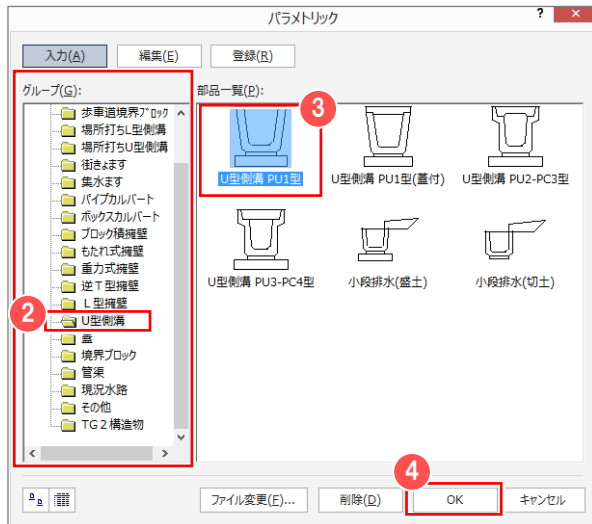 パラメトリック
? ×
入力(A) 編集(E) 登録(R)
グループ(G):
部品一覧(P):
歩車道境界ブロック
場所打ちL型側溝
場所打ちU型側溝
街きょます
集水ます
パイプカルバート
ボックスカルバート
ブロック積擁壁
もたれ式擁壁
重力式擁壁
逆T型擁壁
L型擁壁
2
U型側溝
蓋
境界ブロック
管渠
現況水路
その他
TG2構造物
3
U型側溝 PU1型
U型側溝 PU1型(蓋付)
U型側溝 PU2-PC3型
U型側溝 PU3-PC4型
小段排水(盛土)
小段排水(切土)
4
ファイル変更(F)... 削除(D) OK キャンセル